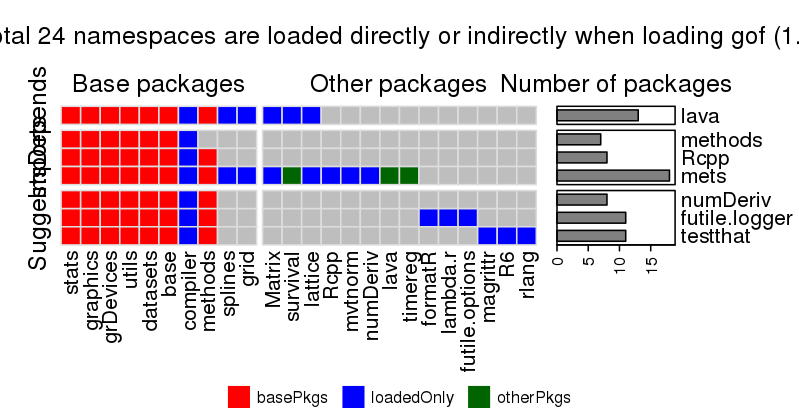 otal 24 namespaces are loaded directly or indirectly when loading gof (1.
Base packages
Other packages
Number of packages
Depends
Imports
Suggests
lava
methods
Rcpp
mets
numDeriv
futile.logger
testthat
0
5
10
15
stats
graphics
grDevices
utils
datasets
base
compiler
methods
splines
grid
Matrix
survival
lattice
Rcpp
mvtnorm
numDeriv
lava
timereg
formatR
lambda.r
futile.options
magrittr
R6
rlang
basePkgs
loadedOnly
otherPkgs